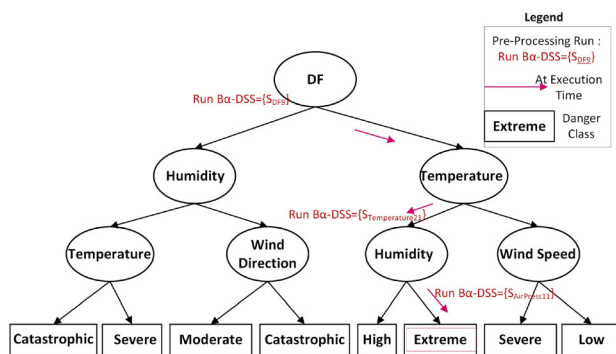 Legend
Pre-Processing Run :
Run Bα-DSS={S_DF9}
At Execution
Time
Extreme
Danger
Class
DF
Run Bα-DSS={S_DF9}
Humidity
Temperature
Run Bα-DSS={S_Temperature21}
Temperature
Wind
Direction
Humidity
Wind Speed
Run Bα-DSS={S_AirPress11}
Catastrophic
Severe
Moderate
Catastrophic
High
Extreme
Severe
Low